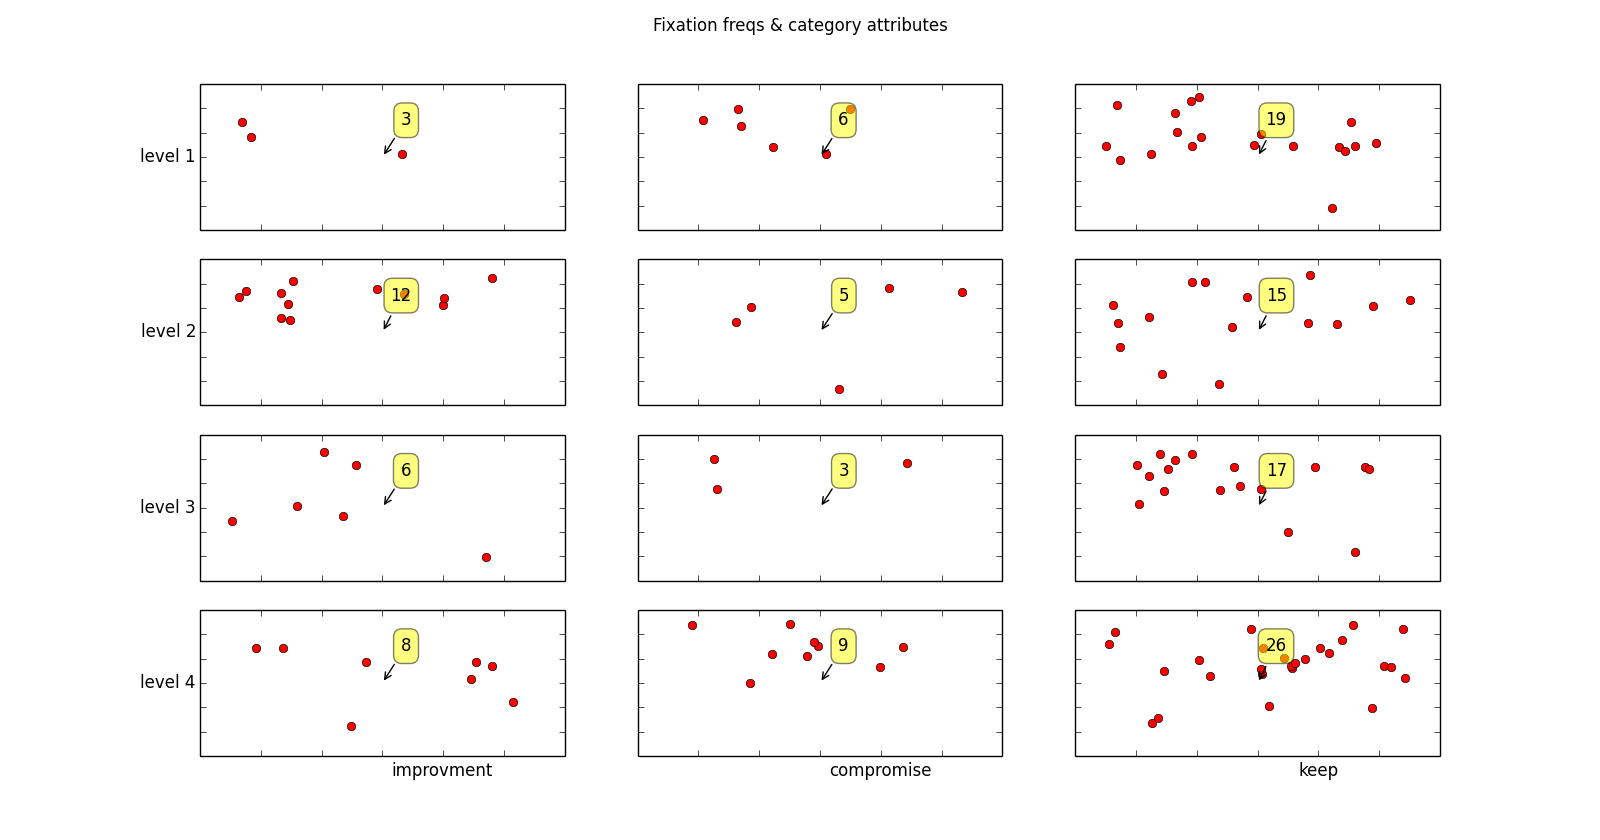 Fixation freqs & category attributes
3
6
19
level 1
12
5
15
level 2
6
3
17
level 3
8
9
26
level 4
improvment
compromise
keep